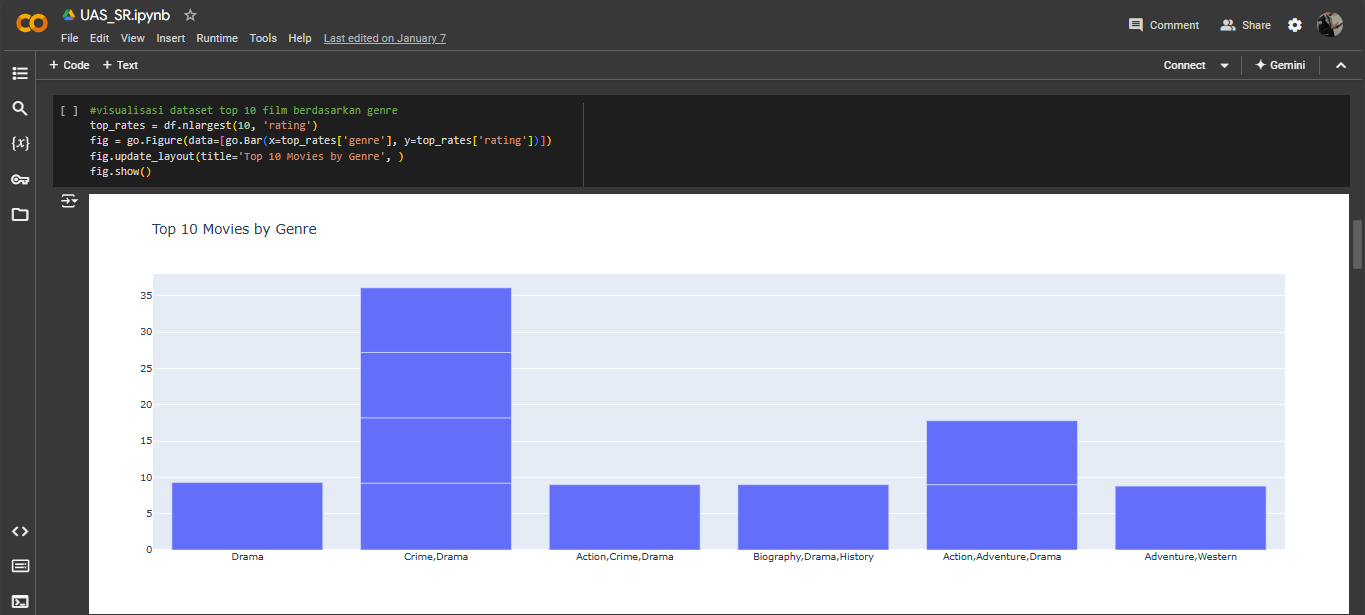 UAS_SR.ipynb
File Edit View Insert Runtime Tools Help Last edited on January 7
Comment Share
+ Code + Text
Connect Gemini
[ ] #visualisasi dataset top 10 film berdasarkan genre
top_rates = df.nlargest(10, 'rating')
fig = go.Figure(data=[go.Bar(x=top_rates['genre'], y=top_rates['rating'])])
fig.update_layout(title='Top 10 Movies by Genre', )
fig.show()
{x}
Top 10 Movies by Genre
35
30
25
20
15
10
5
0
Drama Crime,Drama Action,Crime,Drama Biography,Drama,History Action,Adventure,Drama Adventure,Western